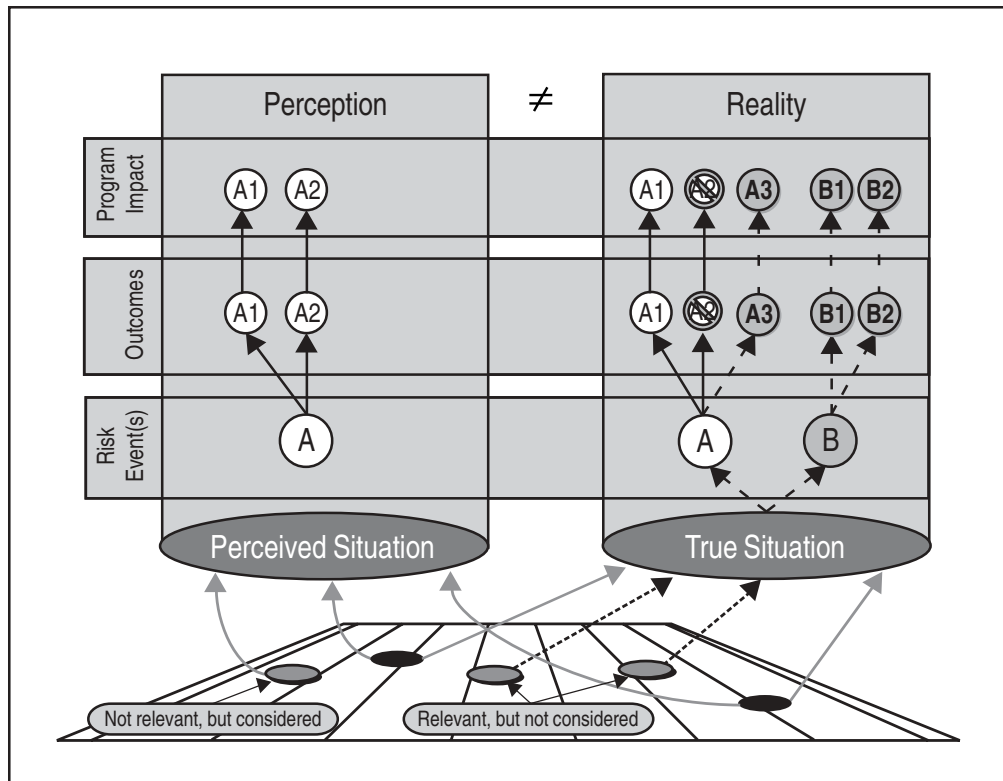 Perception
≠
Reality
Program
Impact
A1
A2
A1
A2
A3
B1
B2
Outcomes
A1
A2
A1
A2
A3
B1
B2
Risk
Event(s)
A
A
B
Perceived Situation
True Situation
Not relevant, but considered
Relevant, but not considered